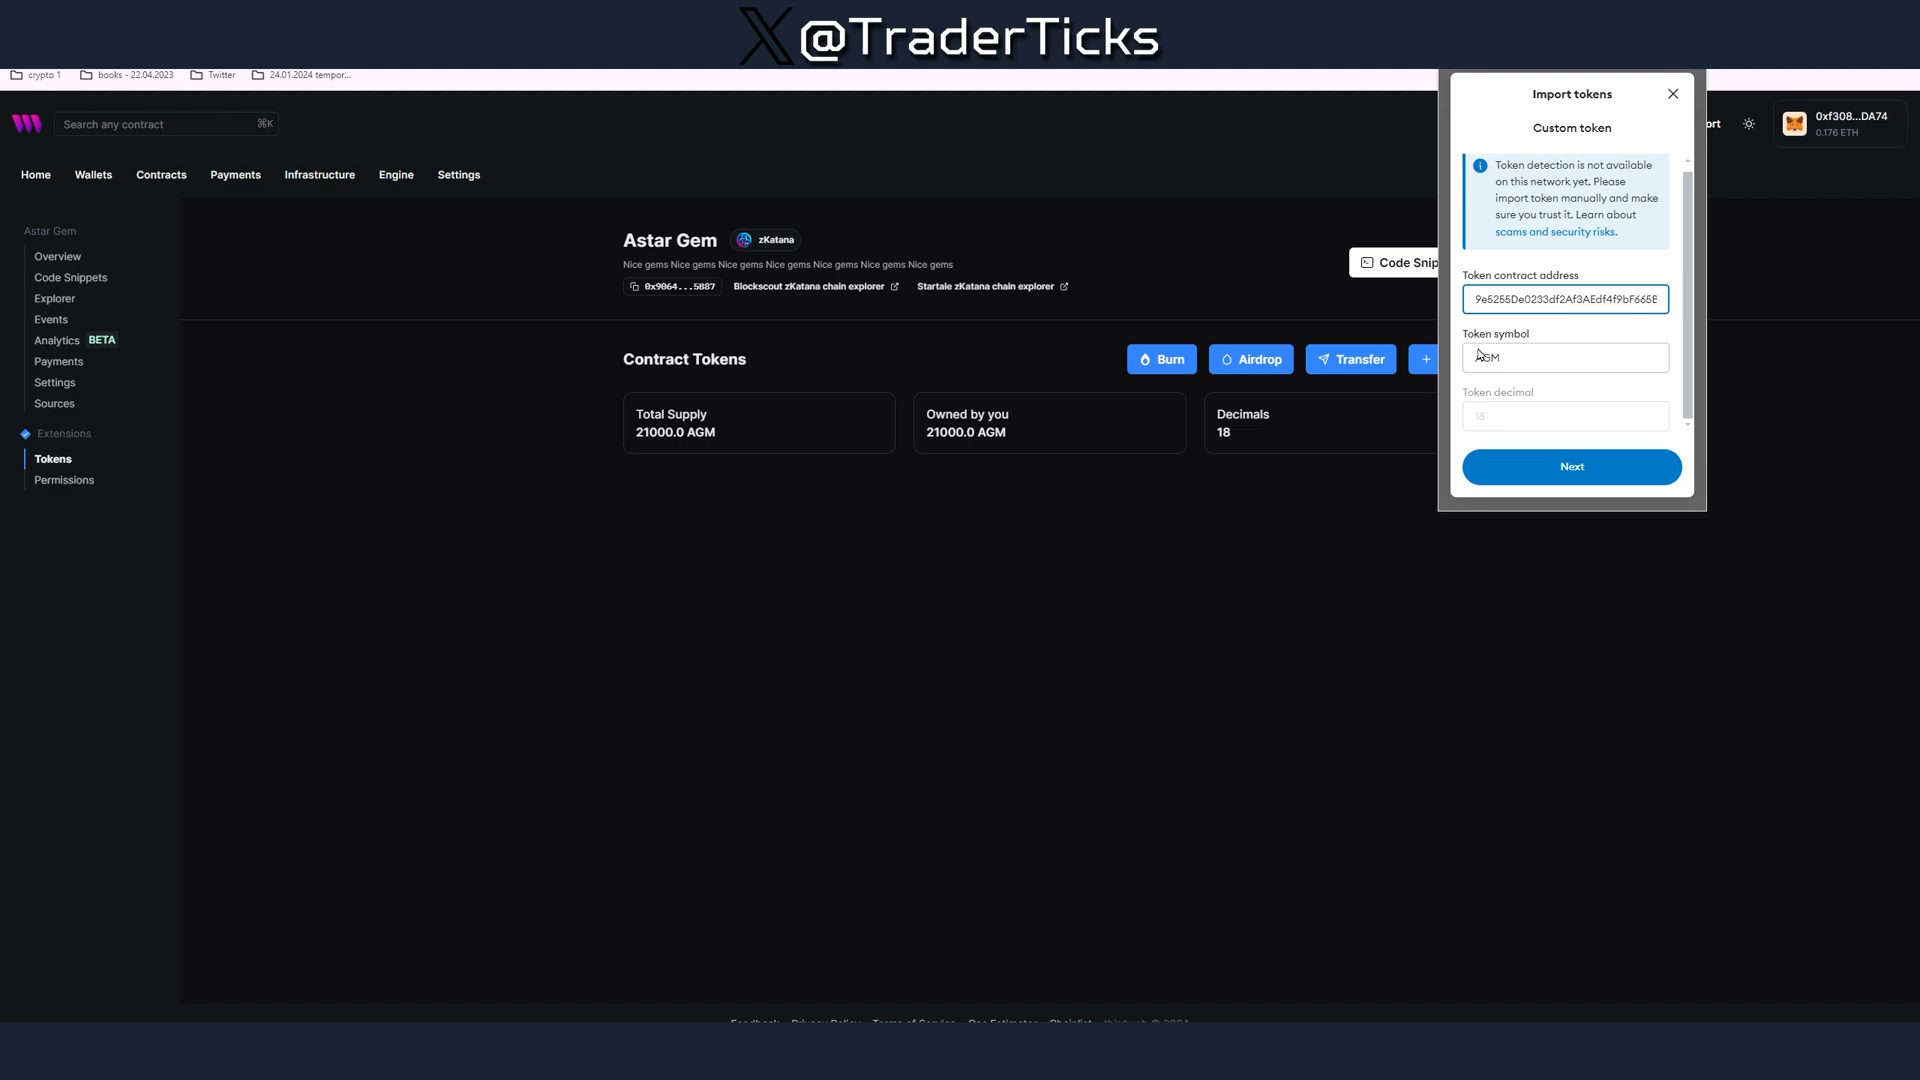 X@TraderTicks
crypto 1
books - 22.04.2023
Twitter
24.01.2024 tempor...
Search any contract
⌘K
ort
0xf308...DA74
0.176 ETH
Home
Wallets
Contracts
Payments
Infrastructure
Engine
Settings
Astar Gem
Overview
Code Snippets
Explorer
Events
Analytics BETA
Payments
Settings
Sources
Extensions
Tokens
Permissions
Astar Gem
zKatana
Nice gems Nice gems Nice gems Nice gems Nice gems Nice gems Nice gems
0x9064...5B87
Blockscout zKatana chain explorer
Startale zKatana chain explorer
Code Snip
Contract Tokens
Burn
Airdrop
Transfer
+
Total Supply
21000.0 AGM
Owned by you
21000.0 AGM
Decimals
18
Import tokens
Custom token
Token detection is not available
on this network yet. Please
import token manually and make
sure you trust it. Learn about
scams and security risks.
Token contract address
9e5255De0233df2Af3AEdf4f9bF665E
Token symbol
Token decimal
18
Next